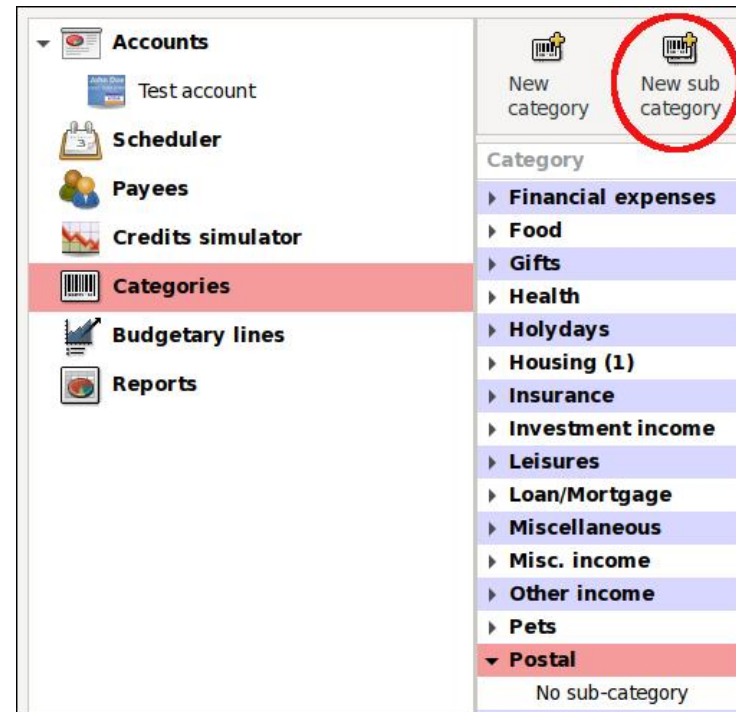 Accounts
Test account
Scheduler
Payees
Credits simulator
Categories
Budgetary lines
Reports
New
category
New sub
category
Category
Financial expenses
Food
Gifts
Health
Holydays
Housing (1)
Insurance
Investment income
Leisures
Loan/Mortgage
Miscellaneous
Misc. income
Other income
Pets
Postal
No sub-category